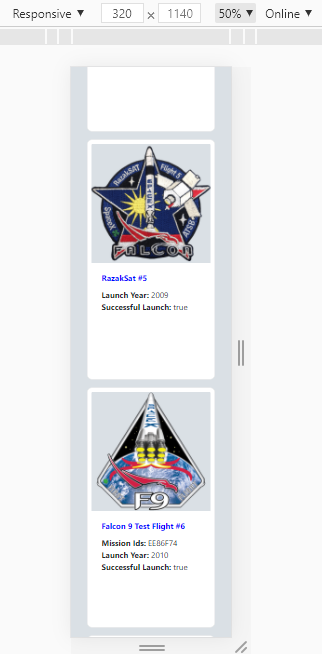 Responsive ▼ 320 × 1140 50% ▼ Online ▼
RazakSAT Flight 5
SpaceX ATSB
SPACEX
FALCON
RazakSat #5
Launch Year: 2009
Successful Launch: true
F9
Falcon 9 Test Flight #6
Mission Ids: EE86F74
Launch Year: 2010
Successful Launch: true